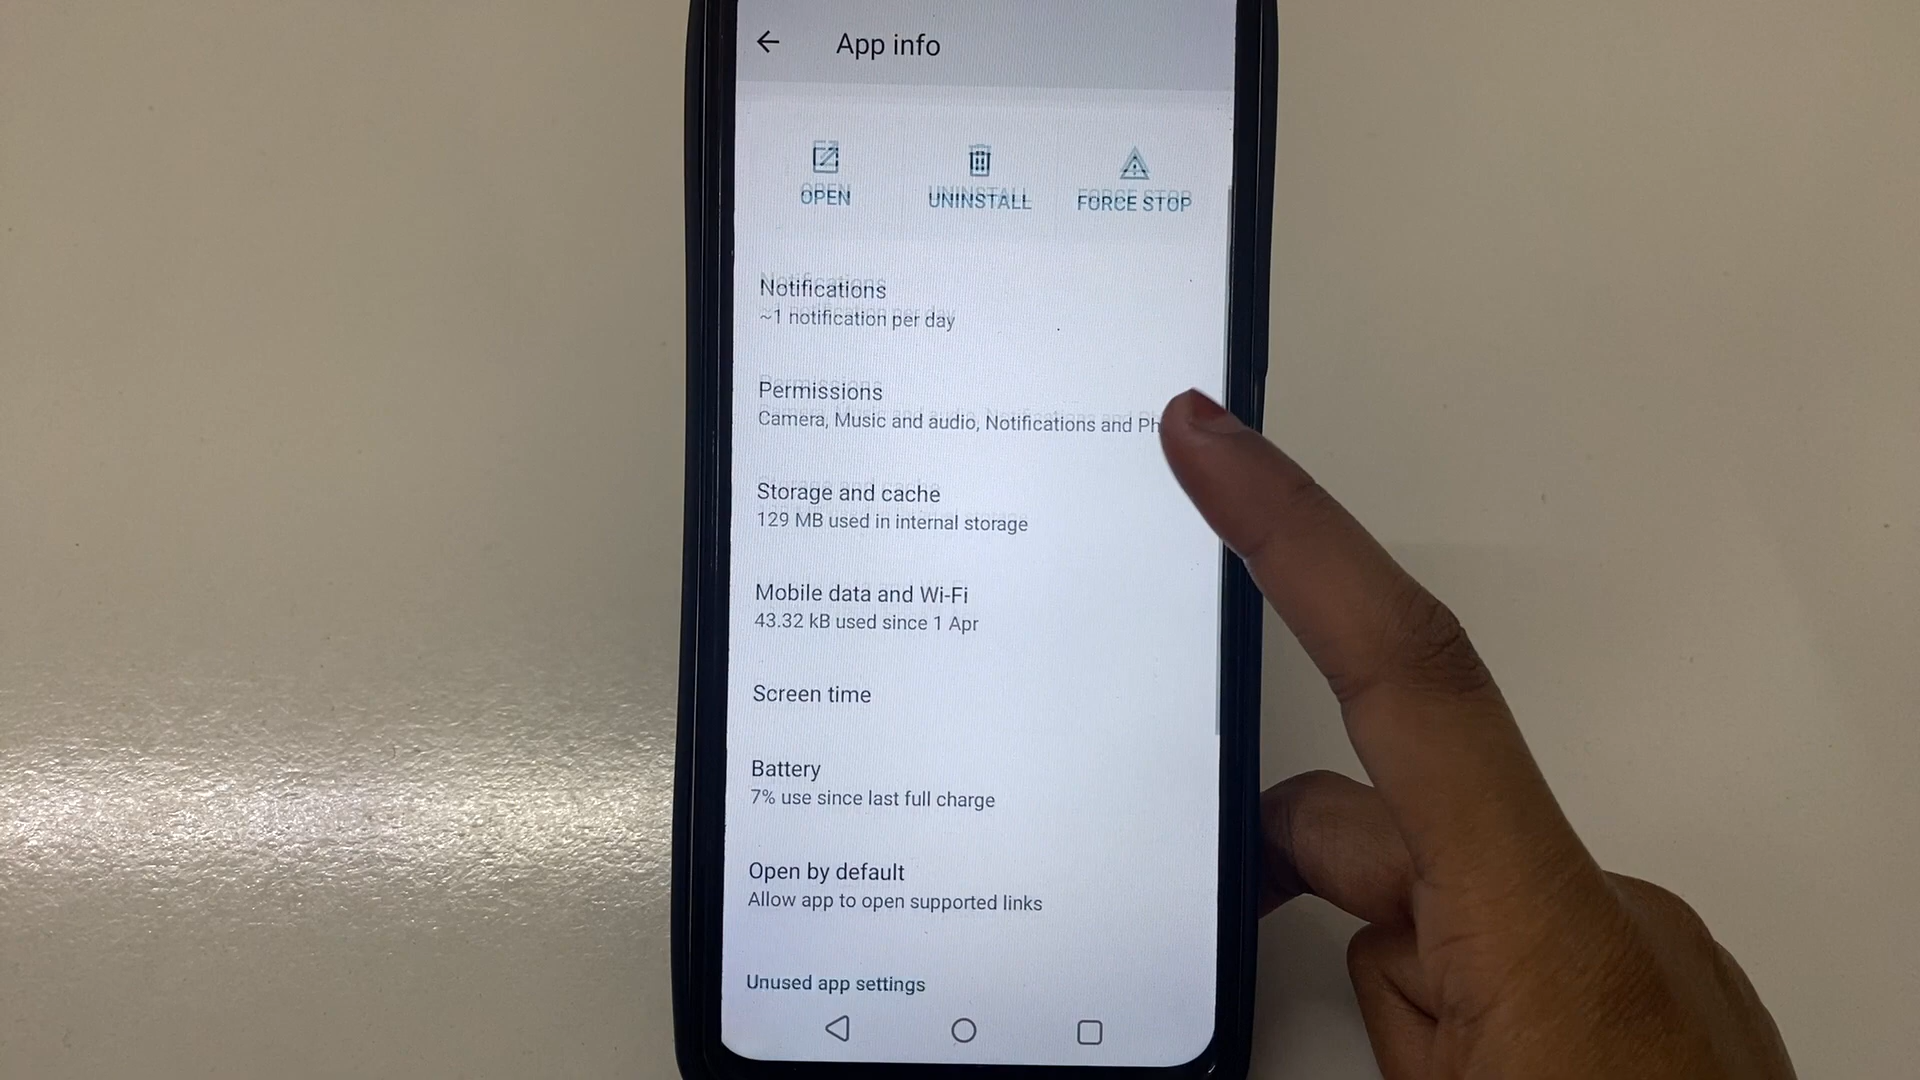 App info
OPEN
UNINSTALL
FORCE STOP
Notifications
~1 notification per day
Permissions
Camera, Music and audio, Notifications and Ph
Storage and cache
129 MB used in internal storage
Mobile data and Wi-Fi
43.32 kB used since 1 Apr
Screen time
Battery
7% use since last full charge
Open by default
Allow app to open supported links
Unused app settings